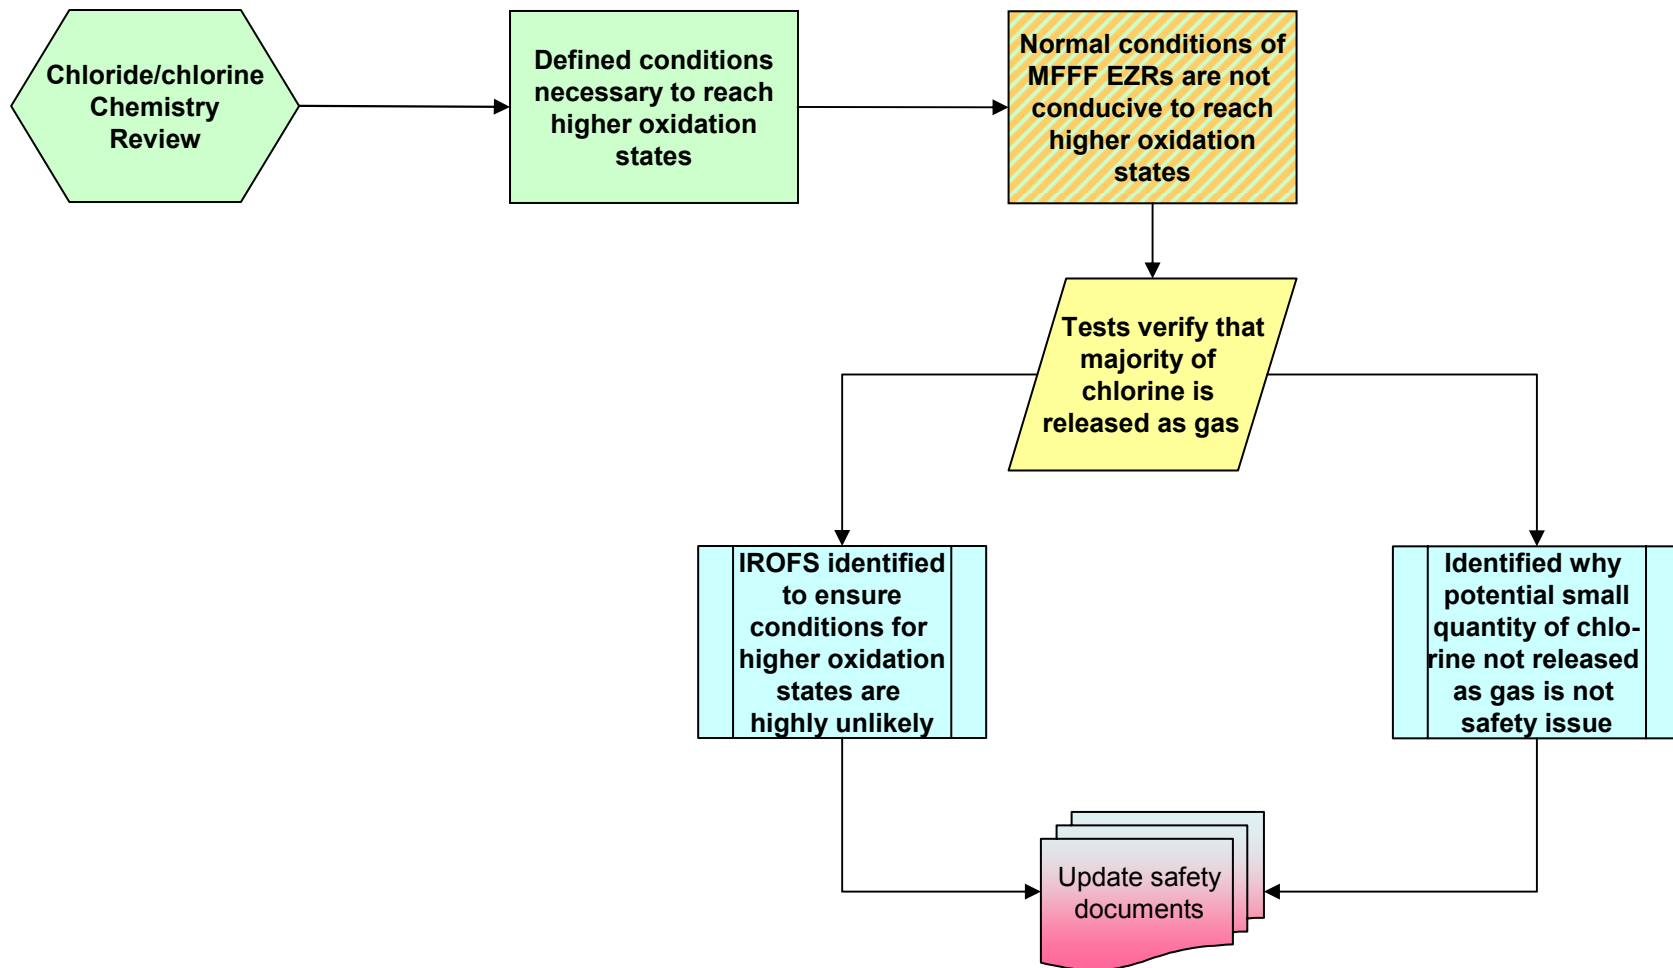 Chloride/chlorine
Chemistry
Review
Defined conditions
necessary to reach
higher oxidation
states
Normal conditions of
MFFF EZRs are not
conducive to reach
higher oxidation
states
Tests verify that
majority of
chlorine is
released as gas
IROFS identified
to ensure
conditions for
higher oxidation
states are
highly unlikely
Identified why
potential small
quantity of chlo-
rine not released
as gas is not
safety issue
Update safety
documents